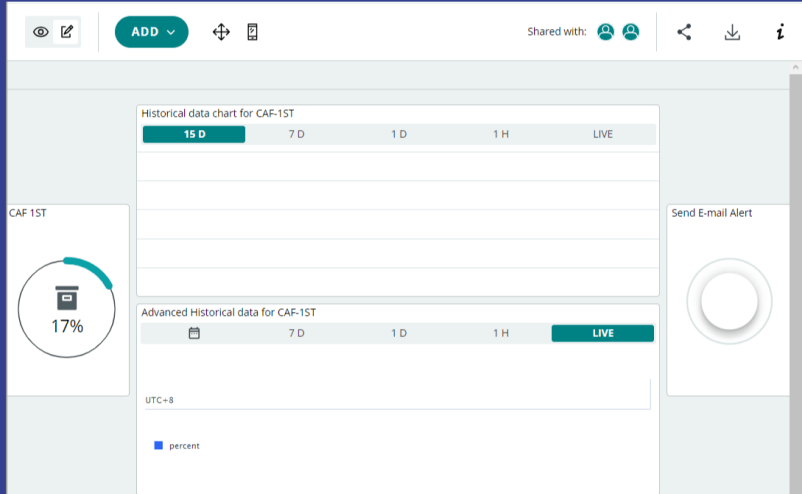 ADD
Shared with:
Historical data chart for CAF-1ST
15 D 7 D 1 D 1 H LIVE
CAF 1ST
17%
Send E-mail Alert
Advanced Historical data for CAF-1ST
7 D 1 D 1 H LIVE
UTC+8
percent